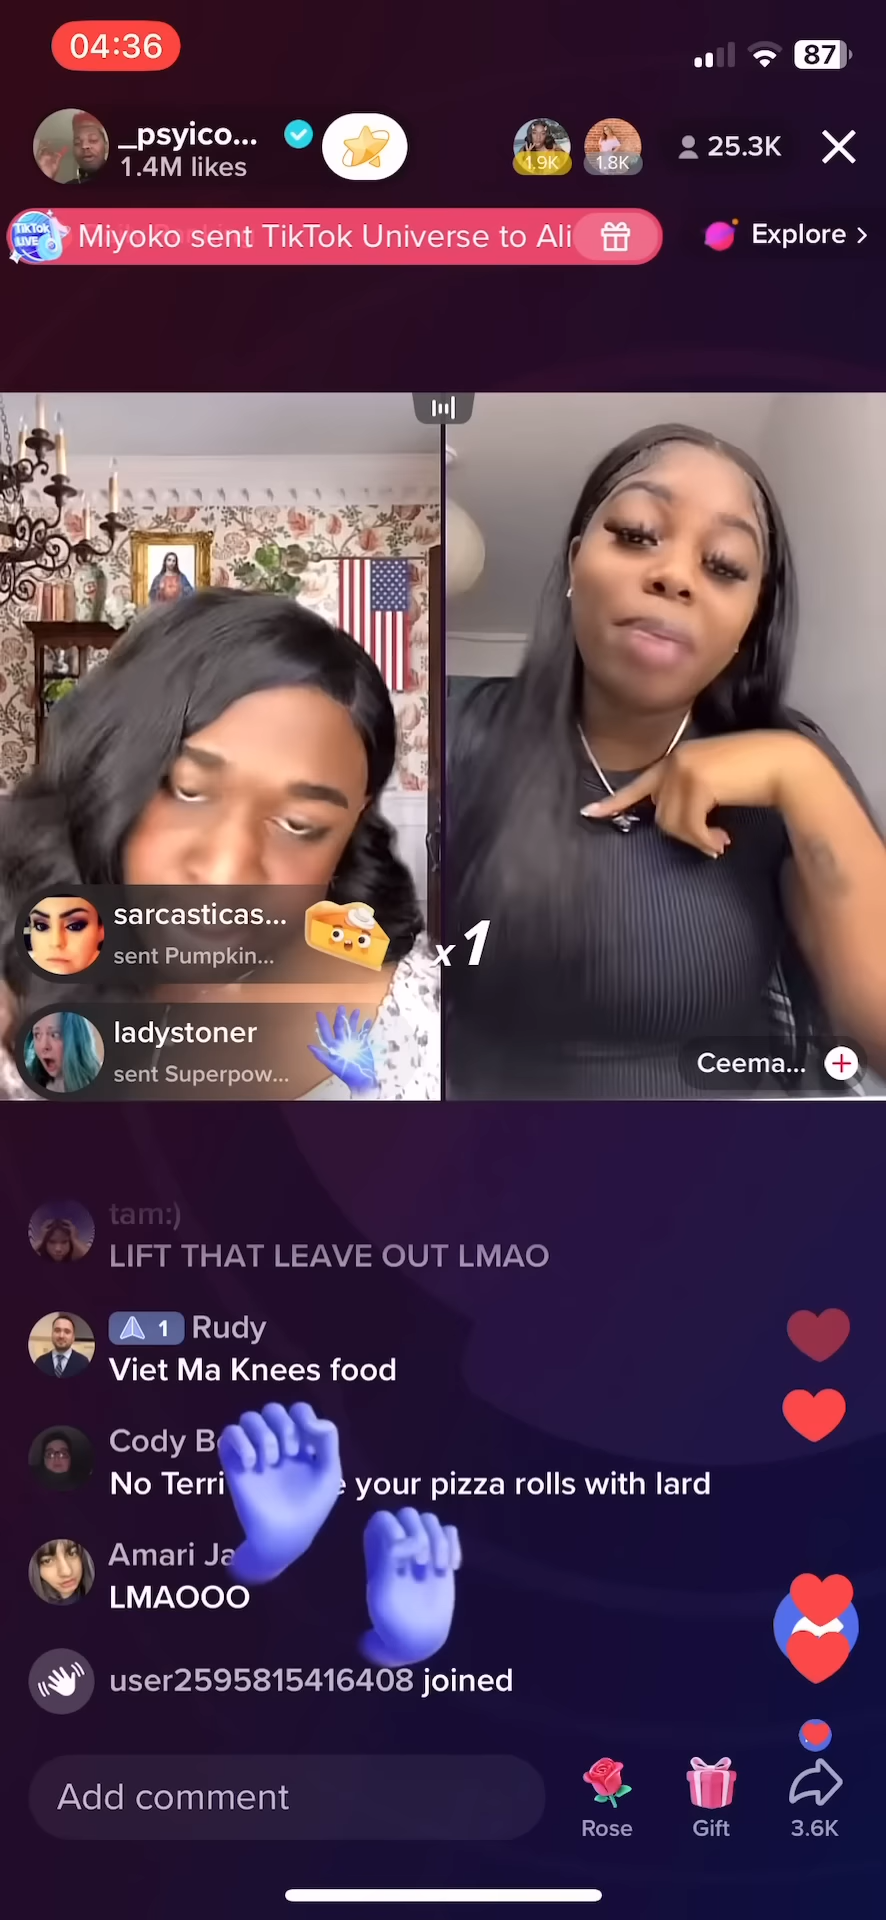 04:36
87
_psyico...
1.4M likes
1.9K
1.8K
25.3K
TikTok
LIVE
Miyoko sent TikTok Universe to Ali
Explore >
sarcasticas...
sent Pumpkin...
x1
ladystoner
sent Superpow...
Ceema...
tam:)
LIFT THAT LEAVE OUT LMAO
1 Rudy
Viet Ma Knees food
Cody B
No Terri your pizza rolls with lard
Amari Ja
LMAOOO
user2595815416408 joined
Add comment
Rose
Gift
3.6K